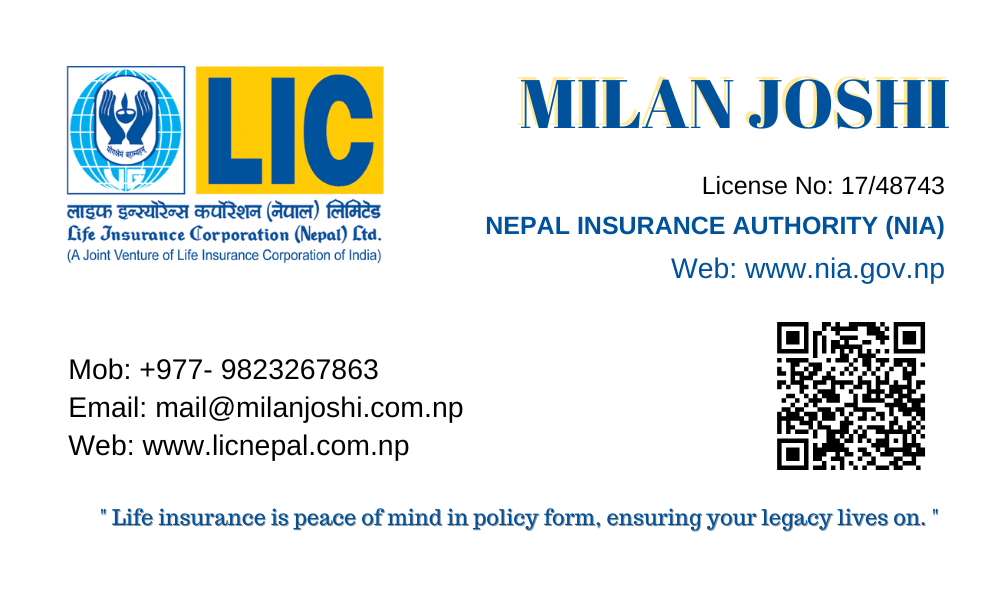 LIC
योगक्षेमं वहाम्यहम्
लाइफ इन्स्योरेन्स कर्पोरेशन (नेपाल) लिमिटेड
Life Insurance Corporation (Nepal) Ltd.
(A Joint Venture of Life Insurance Corporation of India)
MILAN JOSHI
License No: 17/48743
NEPAL INSURANCE AUTHORITY (NIA)
Web: www.nia.gov.np
Mob: +977- 9823267863
Email: mail@milanjoshi.com.np
Web: www.licnepal.com.np
" Life insurance is peace of mind in policy form, ensuring your legacy lives on. "